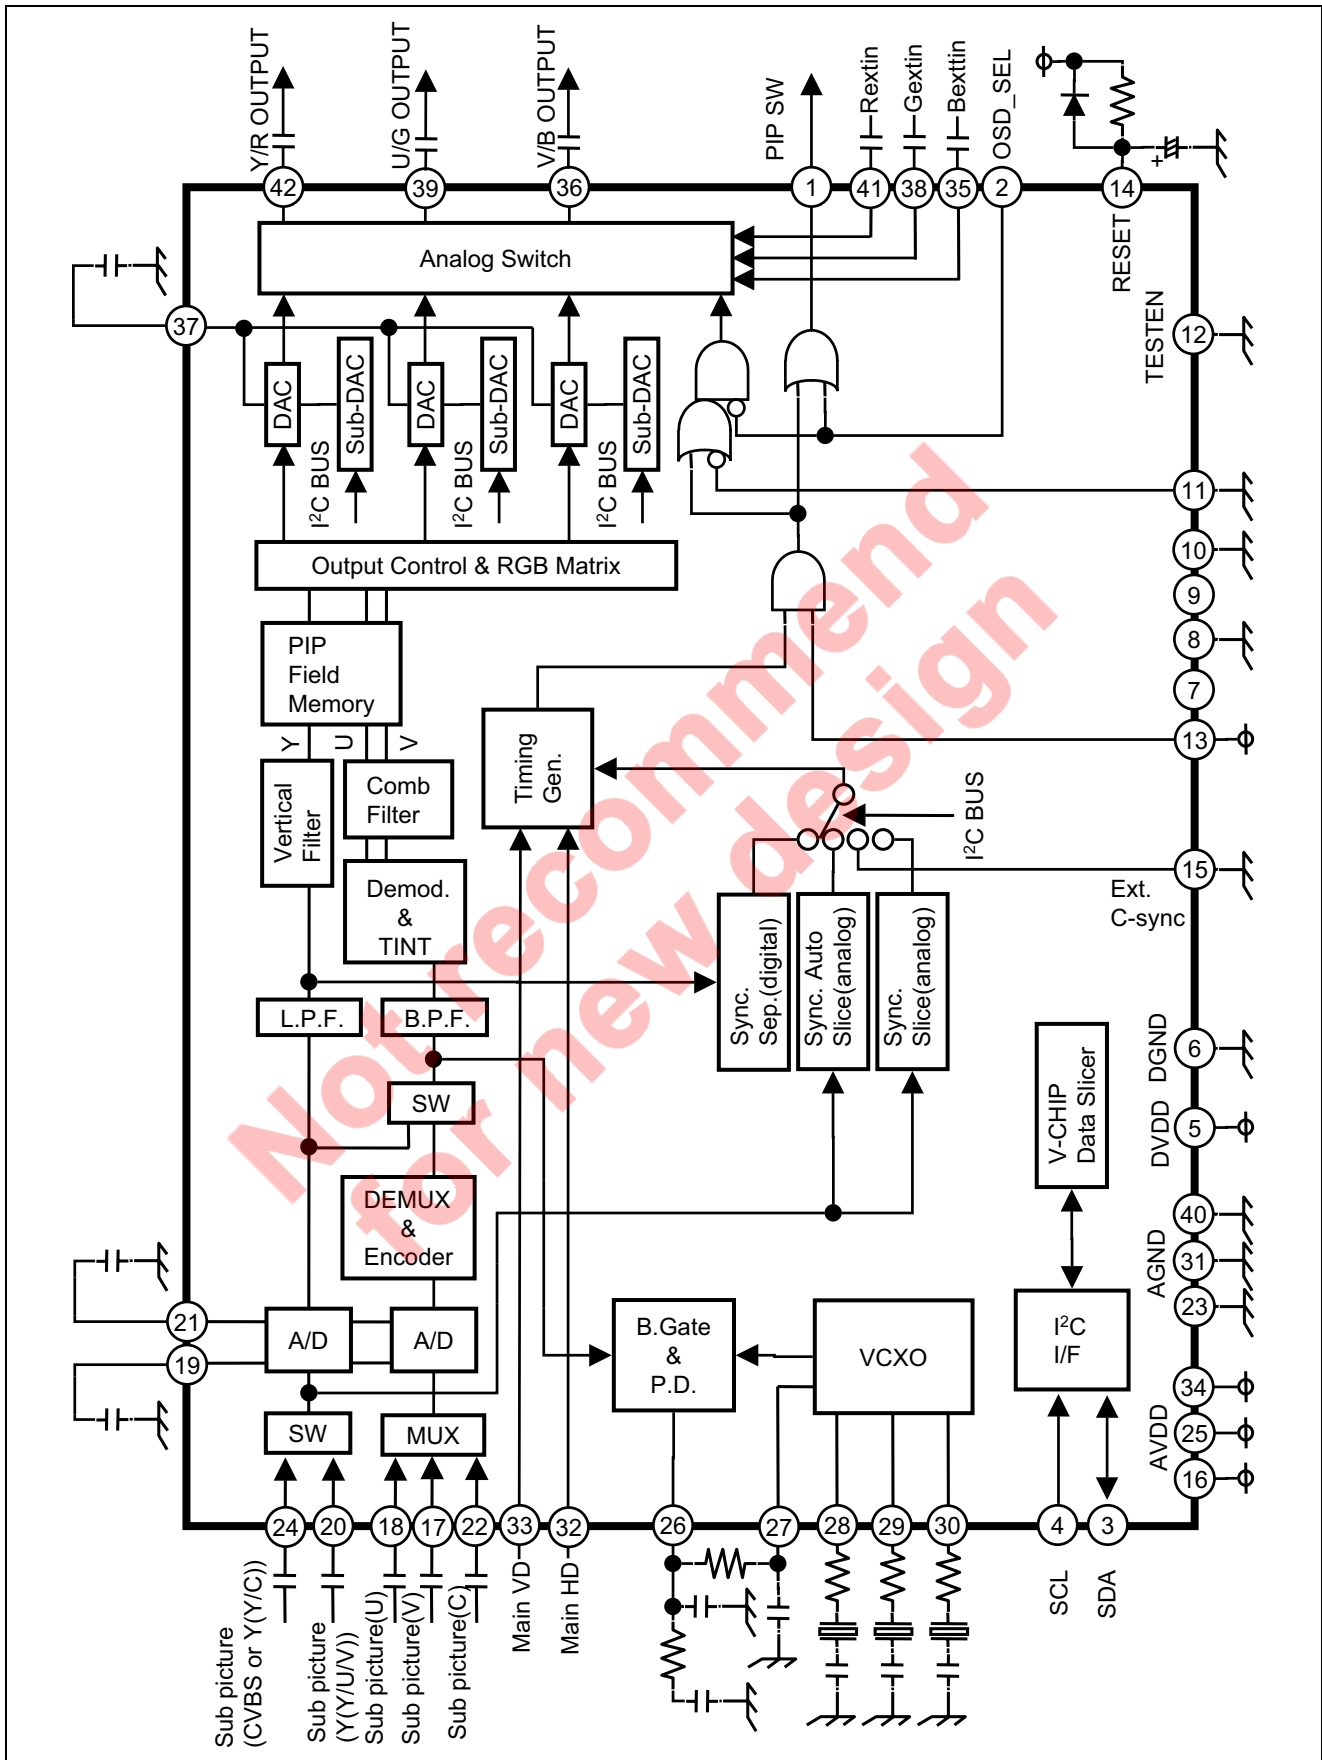 Y/R OUTPUT
U/G OUTPUT
V/B OUTPUT
PIP SW
Rextin
Gextin
Bexttin
OSD_SEL
42
39
36
1
41
38
35
2
14
RESET
+
Analog Switch
37
12
TESTEN
DAC
Sub-DAC
DAC
Sub-DAC
DAC
Sub-DAC
I²C BUS
I²C BUS
I²C BUS
11
Output Control & RGB Matrix
10
9
8
7
13
PIP
Field
Memory
Y
U
V
Timing
Gen.
Vertical
Filter
Comb
Filter
I²C BUS
15
Ext.
C-sync
Demod.
&
TINT
Sync.
Sep.(digital)
Sync. Auto
Slice(analog)
Sync.
Slice(analog)
L.P.F.
B.P.F.
SW
V-CHIP
Data Slicer
6
DGND
5
DVDD
DEMUX
&
Encoder
40
31
23
AGND
21
19
A/D
A/D
B.Gate
&
P.D.
VCXO
I²C
I/F
34
25
16
AVDD
SW
MUX
24
20
18
17
22
33
32
26
27
28
29
30
4
3
Sub picture
(CVBS or Y(Y/C))
Sub picture
(Y(Y/U/V))
Sub picture(U)
Sub picture(V)
Sub picture(C)
Main VD
Main HD
SCL
SDA
Not recommend
for new design